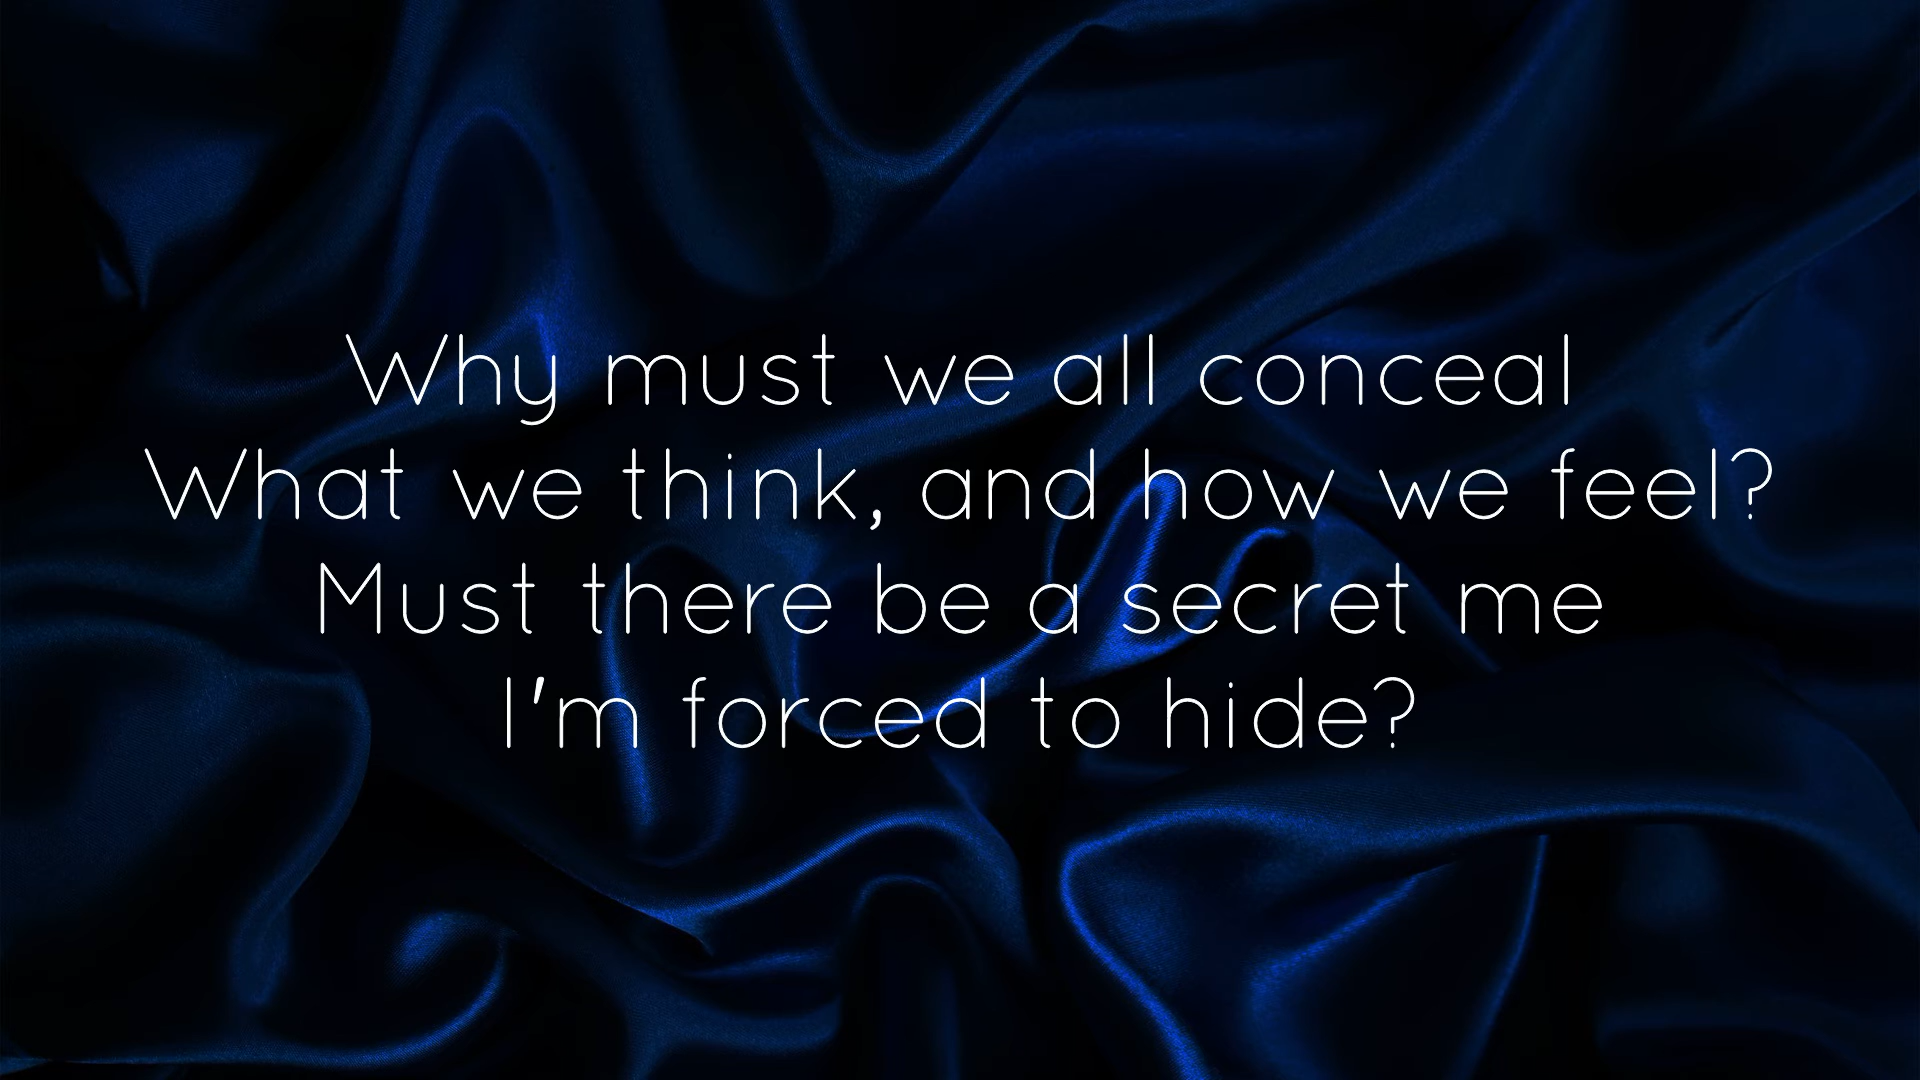 Why must we all conceal
What we think, and how we feel?
Must there be a secret me
I'm forced to hide?